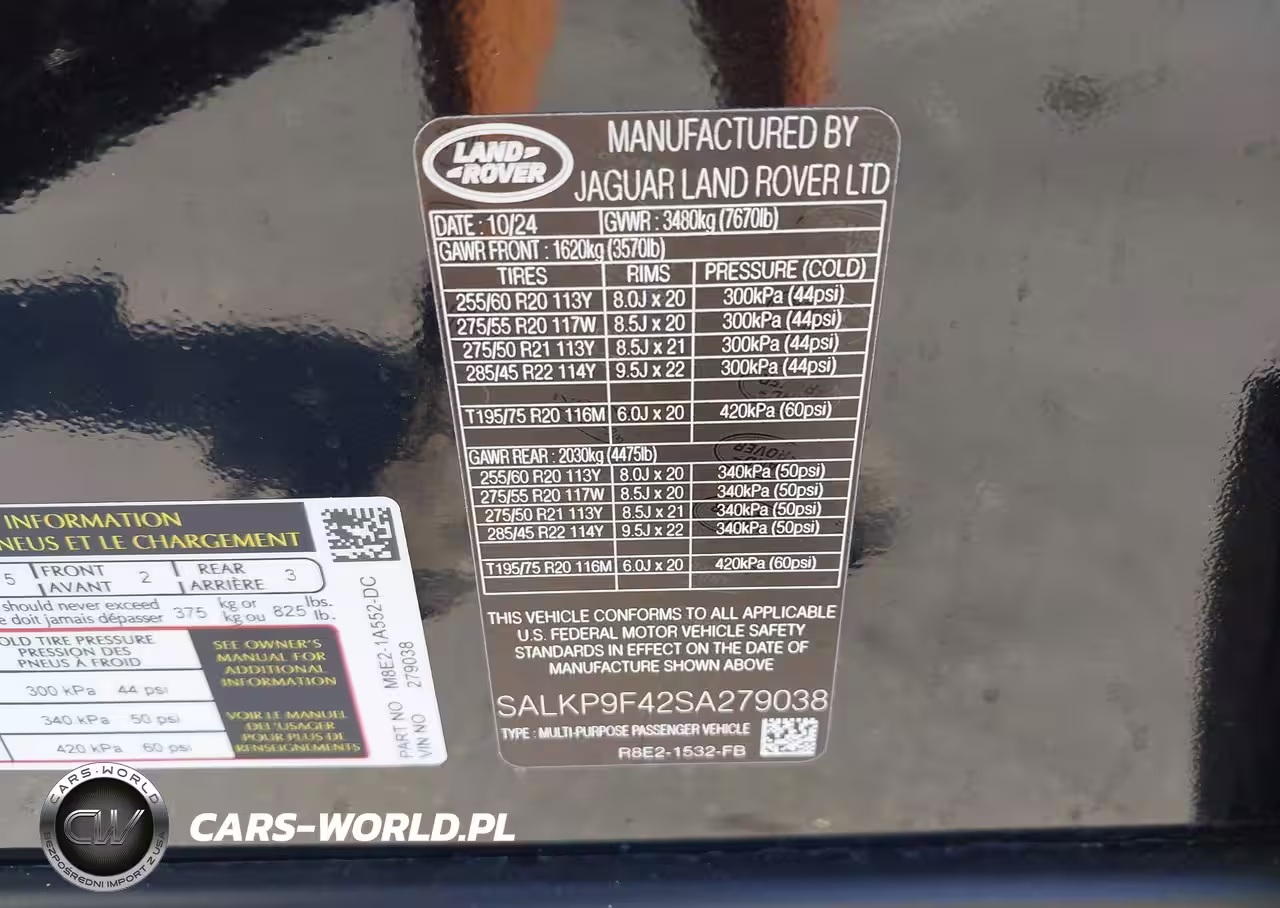 LAND-
-ROVER
MANUFACTURED BY
JAGUAR LAND ROVER LTD
DATE : 10/24 GVWR : 3480kg (7670lb)
GAWR FRONT : 1620kg (3570lb)
TIRES RIMS PRESSURE (COLD)
255/60 R20 113Y 8.0J x 20 300kPa (44psi)
275/55 R20 117W 8.5J x 20 300kPa (44psi)
275/50 R21 113Y 8.5J x 21 300kPa (44psi)
285/45 R22 114Y 9.5J x 22 300kPa (44psi)
T195/75 R20 116M 6.0J x 20 420kPa (60psi)
GAWR REAR : 2030kg (4475lb)
255/60 R20 113Y 8.0J x 20 340kPa (50psi)
275/55 R20 117W 8.5J x 20 340kPa (50psi)
275/50 R21 113Y 8.5J x 21 340kPa (50psi)
285/45 R22 114Y 9.5J x 22 340kPa (50psi)
T195/75 R20 116M 6.0J x 20 420kPa (60psi)
THIS VEHICLE CONFORMS TO ALL APPLICABLE
U.S. FEDERAL MOTOR VEHICLE SAFETY
STANDARDS IN EFFECT ON THE DATE OF
MANUFACTURE SHOWN ABOVE
SALKP9F42SA279038
TYPE : MULTI-PURPOSE PASSENGER VEHICLE
R8E2-1532-FB
INFORMATION
NEUS ET LE CHARGEMENT
5 FRONT 2 REAR 3
AVANT ARRIÈRE
should never exceed 375 kg or 825 lbs.
e doit jamais dépasser kg ou lb.
OLD TIRE PRESSURE
PRESSION DES
PNEUS À FROID
300 kPa 44 psi
340 kPa 50 psi
420 kPa 60 psi
SEE OWNER'S
MANUAL FOR
ADDITIONAL
INFORMATION
VOIR LE MANUEL
DE L'USAGER
POUR PLUS DE
RENSEIGNEMENTS
PART NO M8E2-1A552-DC
VIN NO 279038
CARS-WORLD
CW
BEZPOŚREDNI IMPORT Z USA
CARS-WORLD.PL